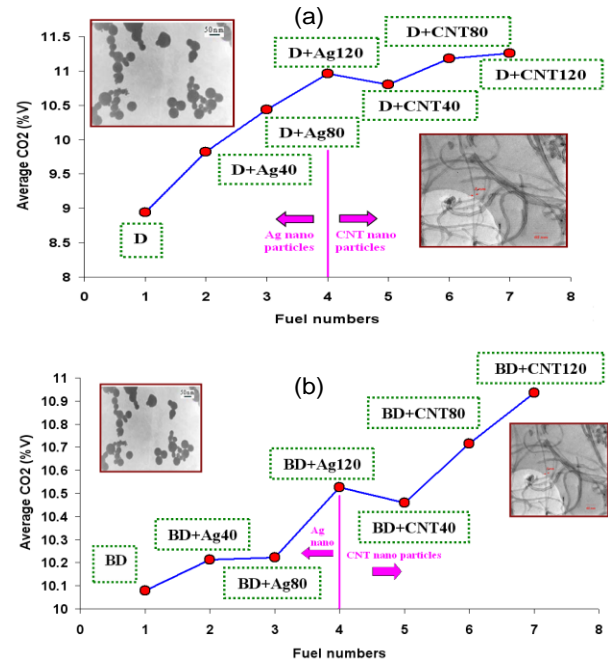 (a)
50nm
Average CO2 (%V)
11.5
11
10.5
10
9.5
9
8.5
8
D
D+Ag40
D+Ag80
D+Ag120
D+CNT40
D+CNT80
D+CNT120
Ag nano
particles
CNT nano
particles
0 1 2 3 4 5 6 7 8
Fuel numbers
(b)
50nm
Average CO2 (%V)
11
10.9
10.8
10.7
10.6
10.5
10.4
10.3
10.2
10.1
10
BD
BD+Ag40
BD+Ag80
BD+Ag120
BD+CNT40
BD+CNT80
BD+CNT120
Ag
nano
CNT nano particles
0 1 2 3 4 5 6 7 8
Fuel numbers